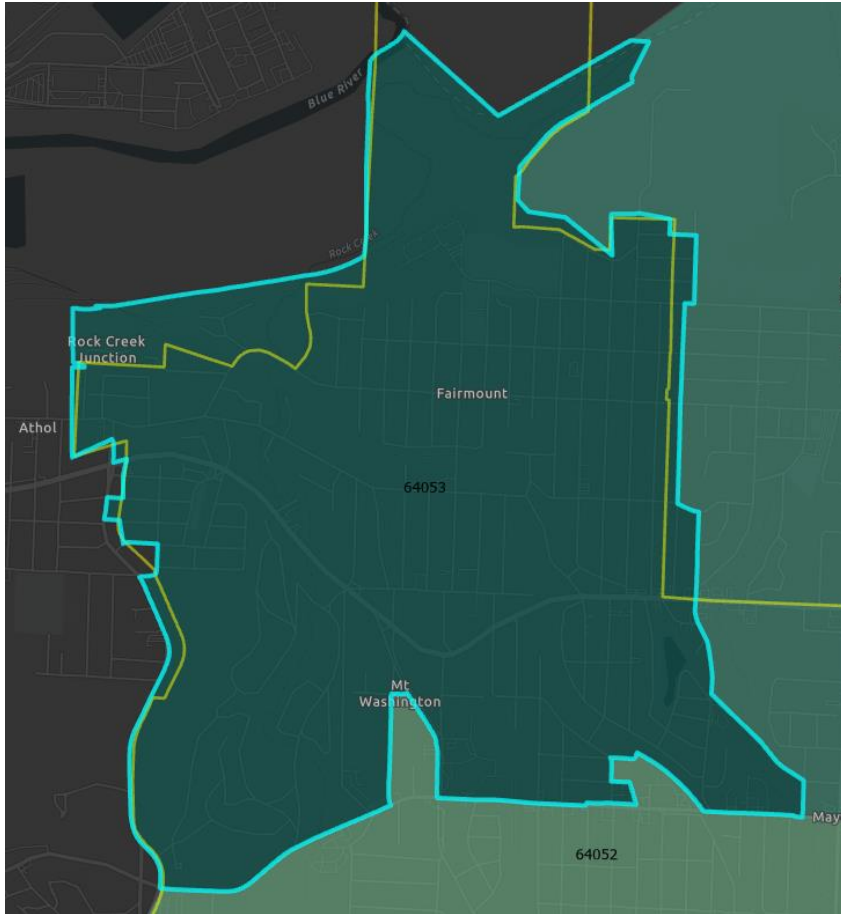 Blue River
Rock Creek
Rock Creek
Junction
Fairmount
Athol
64053
Mt
Washington
May
64052